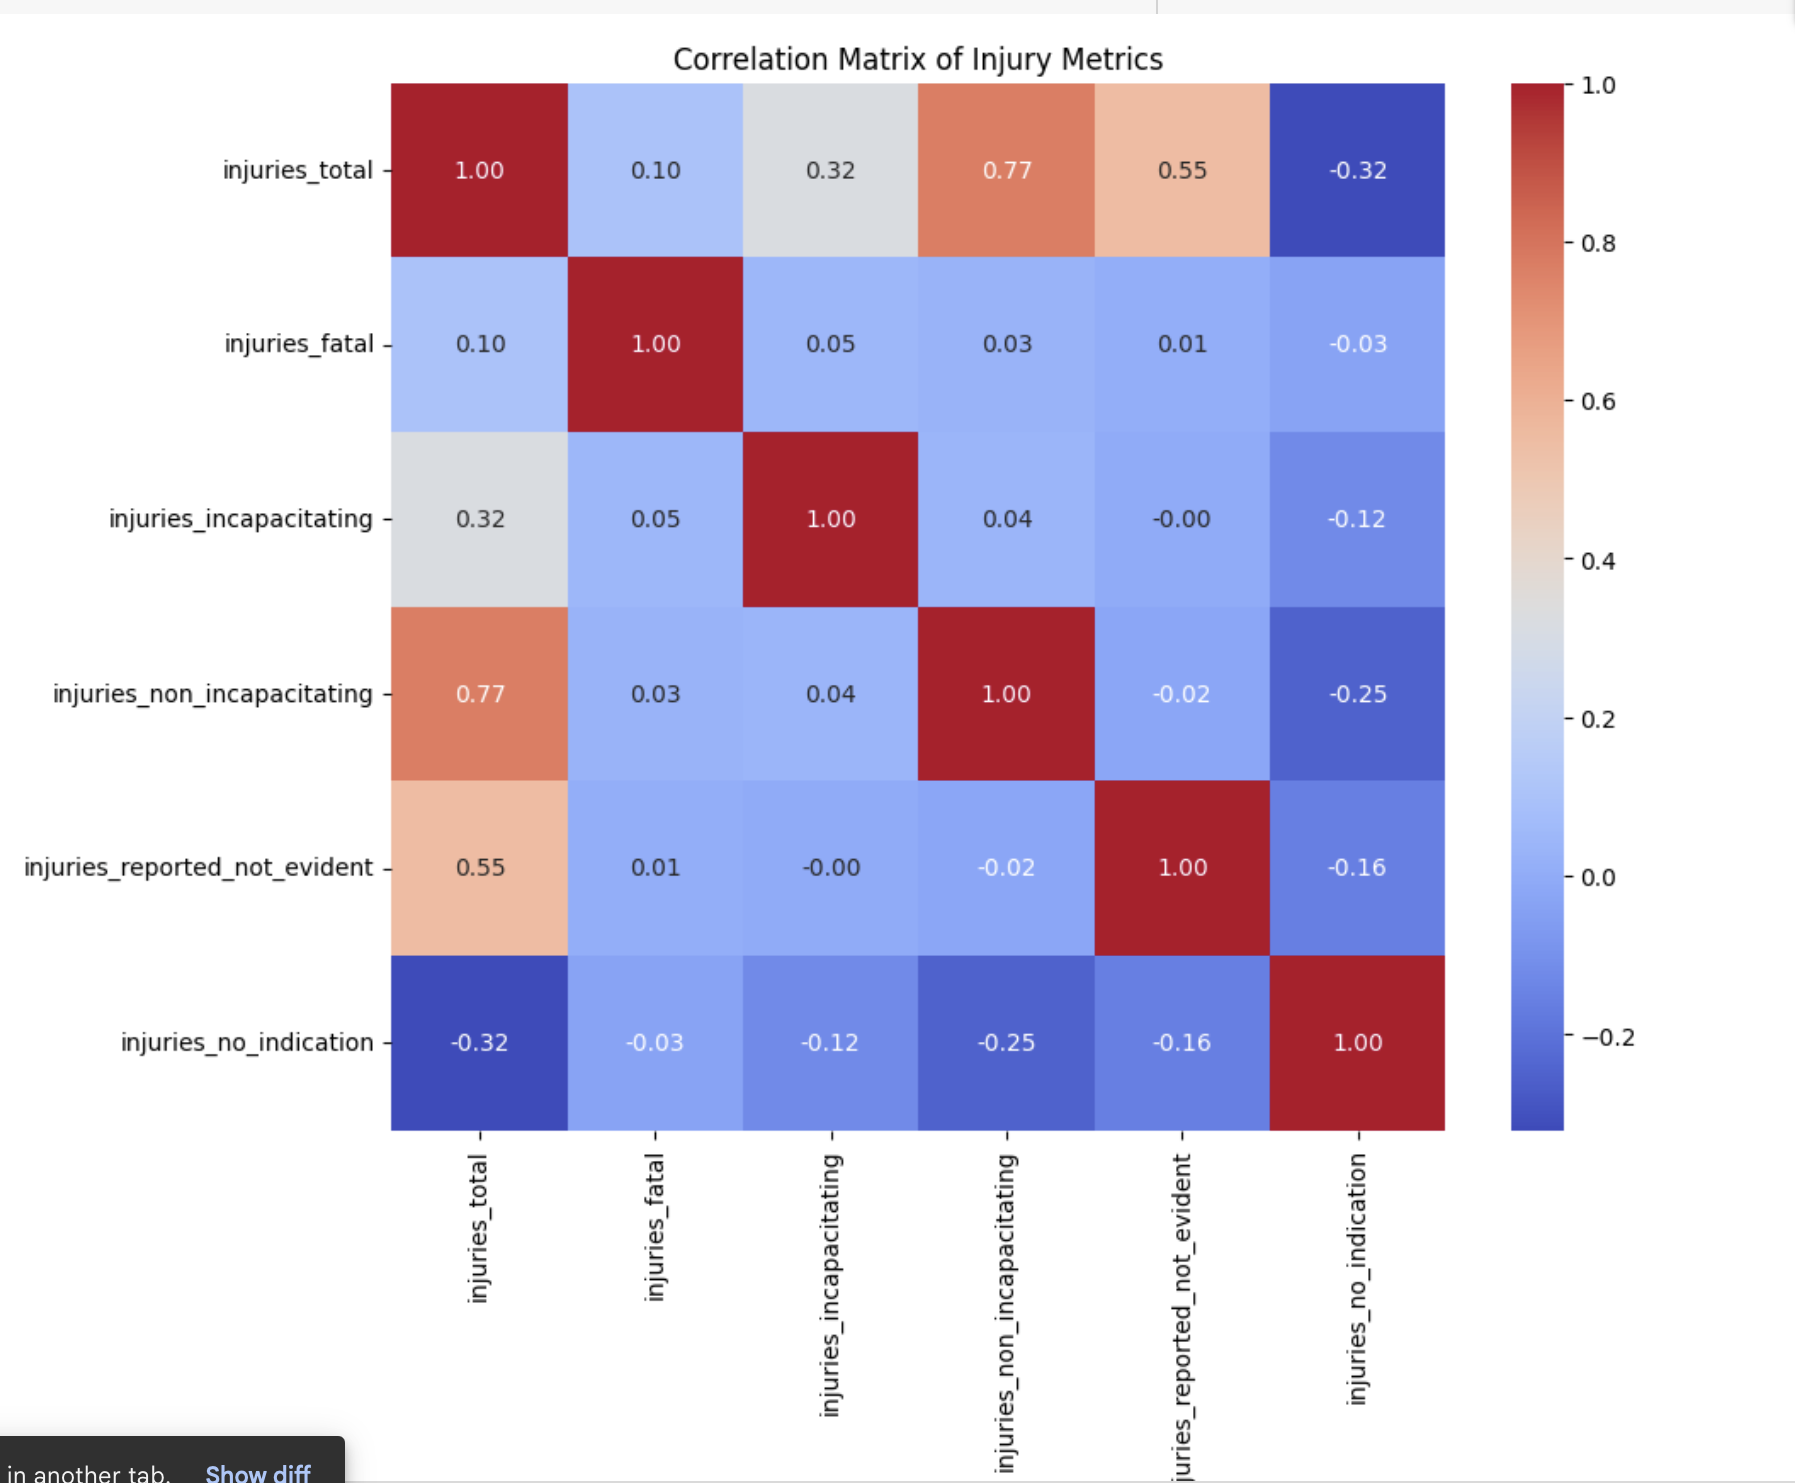 Correlation Matrix of Injury Metrics
injuries_total 1.00 0.10 0.32 0.77 0.55 -0.32
injuries_fatal 0.10 1.00 0.05 0.03 0.01 -0.03
injuries_incapacitating 0.32 0.05 1.00 0.04 -0.00 -0.12
injuries_non_incapacitating 0.77 0.03 0.04 1.00 -0.02 -0.25
injuries_reported_not_evident 0.55 0.01 -0.00 -0.02 1.00 -0.16
injuries_no_indication -0.32 -0.03 -0.12 -0.25 -0.16 1.00
injuries_total
injuries_fatal
injuries_incapacitating
injuries_non_incapacitating
juries_reported_not_evident
injuries_no_indication
1.0
0.8
0.6
0.4
0.2
0.0
−0.2
in another tab. Show diff